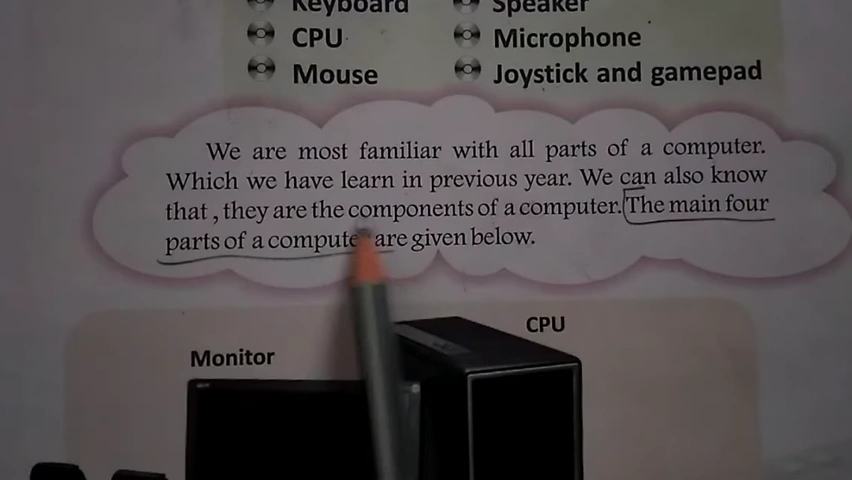 Keyboard
Speaker
CPU
Microphone
Mouse
Joystick and gamepad
We are most familiar with all parts of a computer.
Which we have learn in previous year. We can also know
that , they are the components of a computer. The main four
parts of a compute are given below.
CPU
Monitor